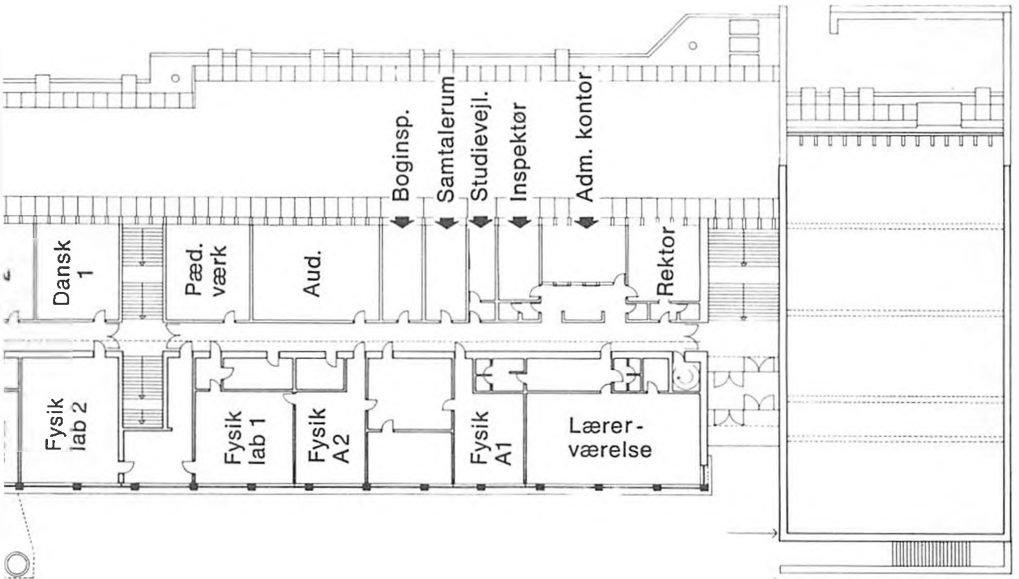 Boginsp.
Samtalerum
Studievejl.
Inspektør
Adm. kontor
Dansk
1
Pæd.
værk
Aud.
Rektor
Fysik
lab 2
Fysik
lab 1
Fysik
A2
Fysik
A1
Lærer-
værelse